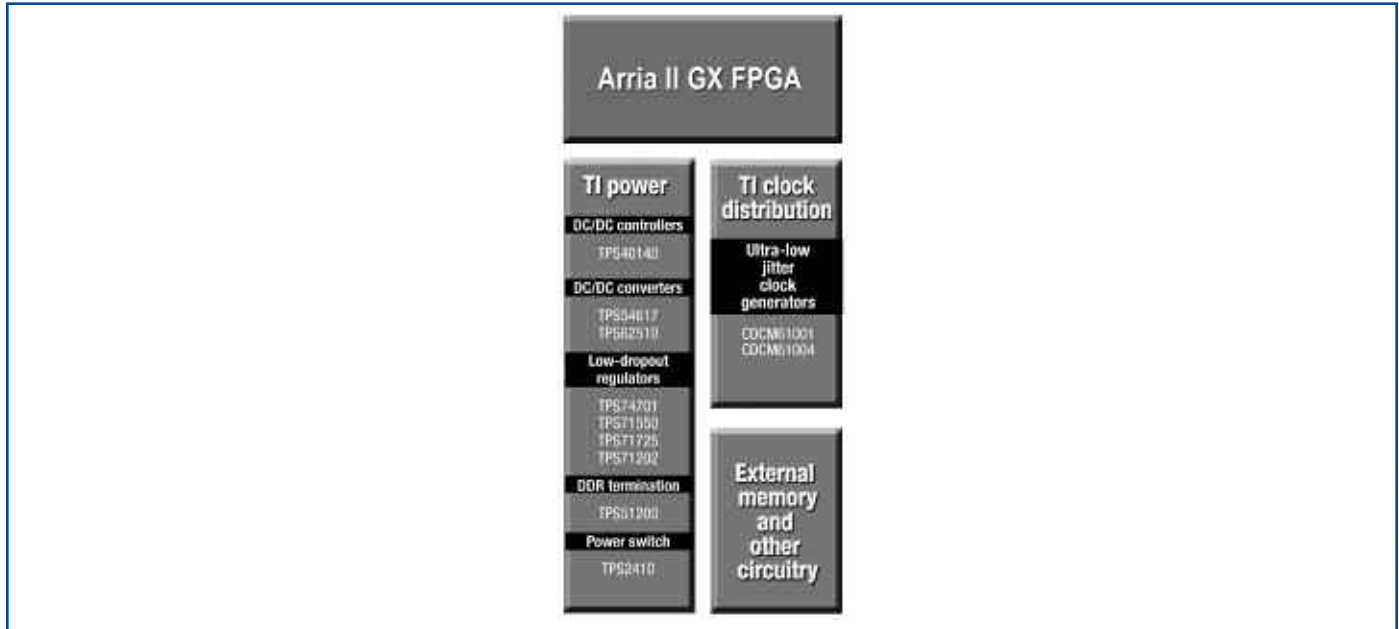 Arria II GX FPGA
TI power
DC/DC controllers
TPS40140
DC/DC converters
TPS54617
TPS62510
Low-dropout
regulators
TPS74701
TPS71550
TPS71725
TPS71202
DDR termination
TPS51200
Power switch
TPS2410
TI clock
distribution
Ultra-low
jitter
clock
generators
CDCM61001
CDCM61004
External
memory
and
other
circuitry